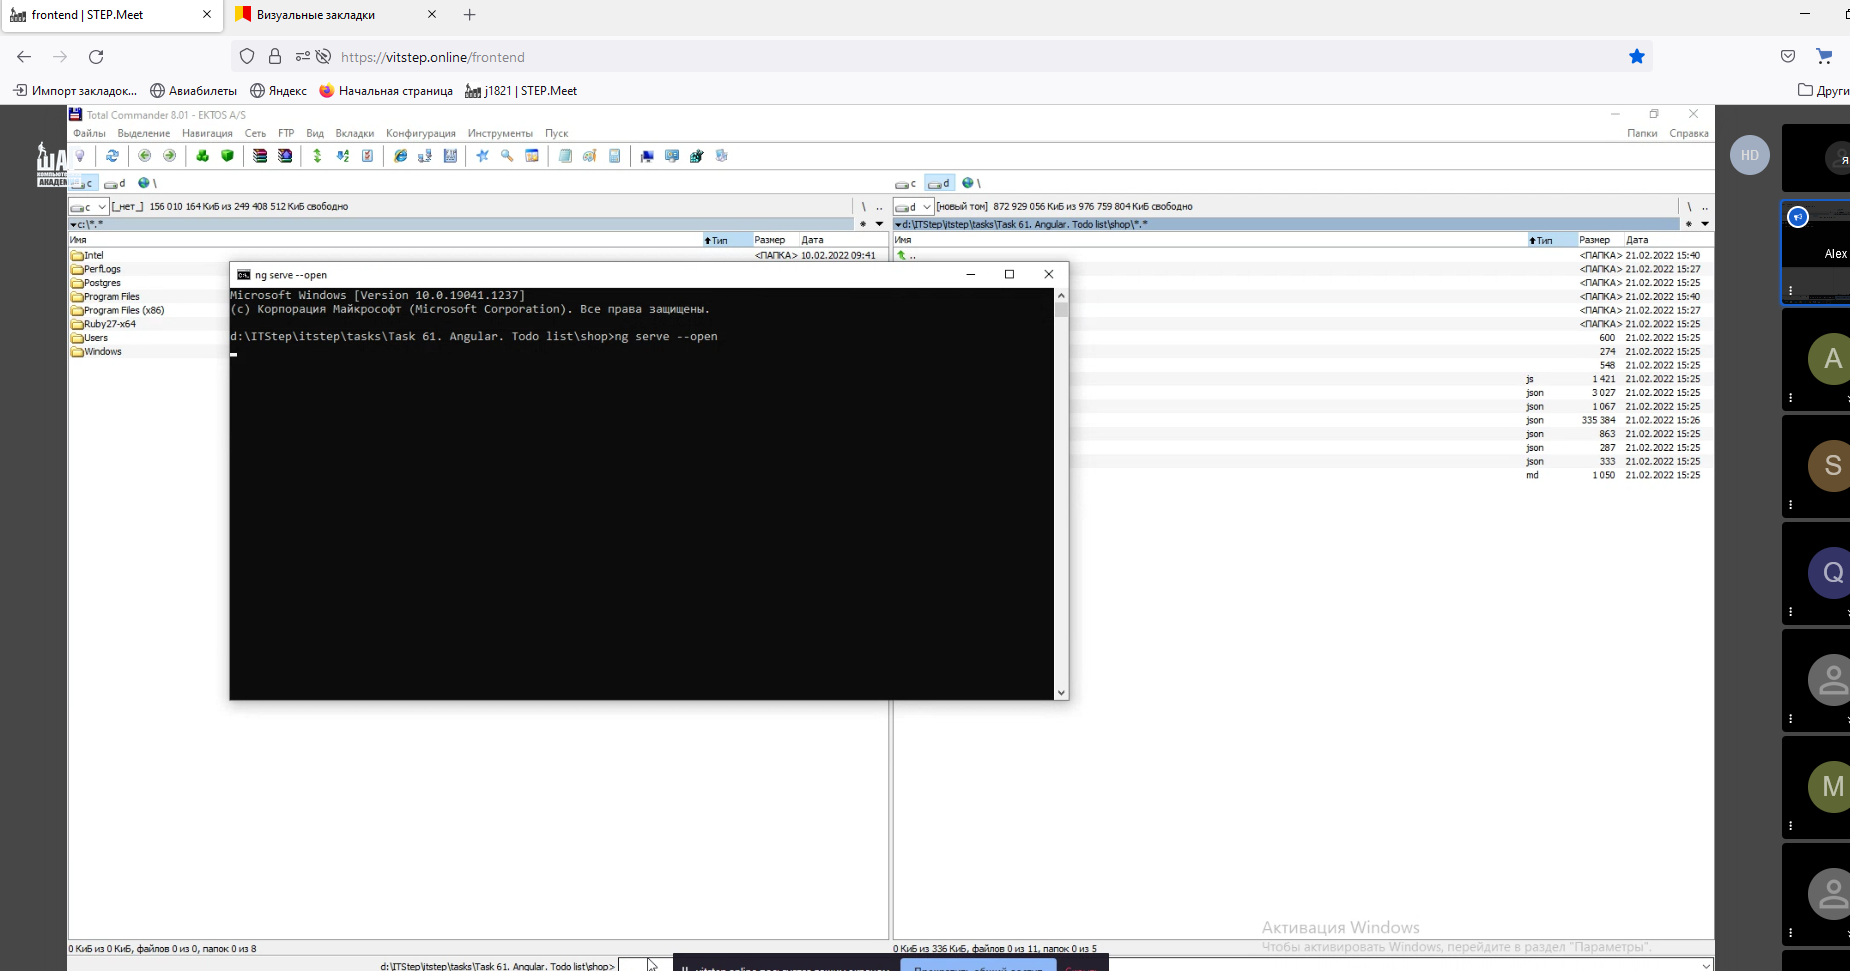 frontend | STEP.Meet
Визуальные закладки
https://vitstep.online/frontend
Импорт закладок...
Авиабилеты
Яндекс
Начальная страница
j1821 | STEP.Meet
Други
Total Commander 8.01 - EKTOS A/S
Файлы Выделение Навигация Сеть FTP Вид Вкладки Конфигурация Инструменты Пуск
Папки Справка
HD
c d \
c d \
c [_нет_] 156 010 164 КиБ из 249 408 512 КиБ свободно \ ..
d [новый том] 872 929 056 КиБ из 976 759 804 КиБ свободно \ ..
c:\*.*
d:\ITStep\itstep\tasks\Task 61. Angular. Todo list\shop\*.*
Имя Тип Размер Дата
Имя Тип Размер Дата
Intel <ПАПКА> 10.02.2022 09:41
PerfLogs
Postgres
Program Files
Program Files (x86)
Ruby27-x64
Users
Windows
.. <ПАПКА> 21.02.2022 15:40
<ПАПКА> 21.02.2022 15:27
<ПАПКА> 21.02.2022 15:25
<ПАПКА> 21.02.2022 15:40
<ПАПКА> 21.02.2022 15:27
<ПАПКА> 21.02.2022 15:25
600 21.02.2022 15:25
274 21.02.2022 15:25
548 21.02.2022 15:25
js 1 421 21.02.2022 15:25
json 3 027 21.02.2022 15:25
json 1 067 21.02.2022 15:25
json 335 384 21.02.2022 15:26
json 863 21.02.2022 15:25
json 287 21.02.2022 15:25
json 333 21.02.2022 15:25
md 1 050 21.02.2022 15:25
ng serve --open
Microsoft Windows [Version 10.0.19041.1237]
(c) Корпорация Майкрософт (Microsoft Corporation). Все права защищены.
d:\ITStep\itstep\tasks\Task 61. Angular. Todo list\shop>ng serve --open
я
Alex
A
S
Q
M
Активация Windows
Чтобы активировать Windows, перейдите в раздел "Параметры".
0 КиБ из 0 КиБ, файлов 0 из 0, папок 0 из 8
0 КиБ из 336 КиБ, файлов 0 из 11, папок 0 из 5
d:\ITStep\itstep\tasks\Task 61. Angular. Todo list\shop>